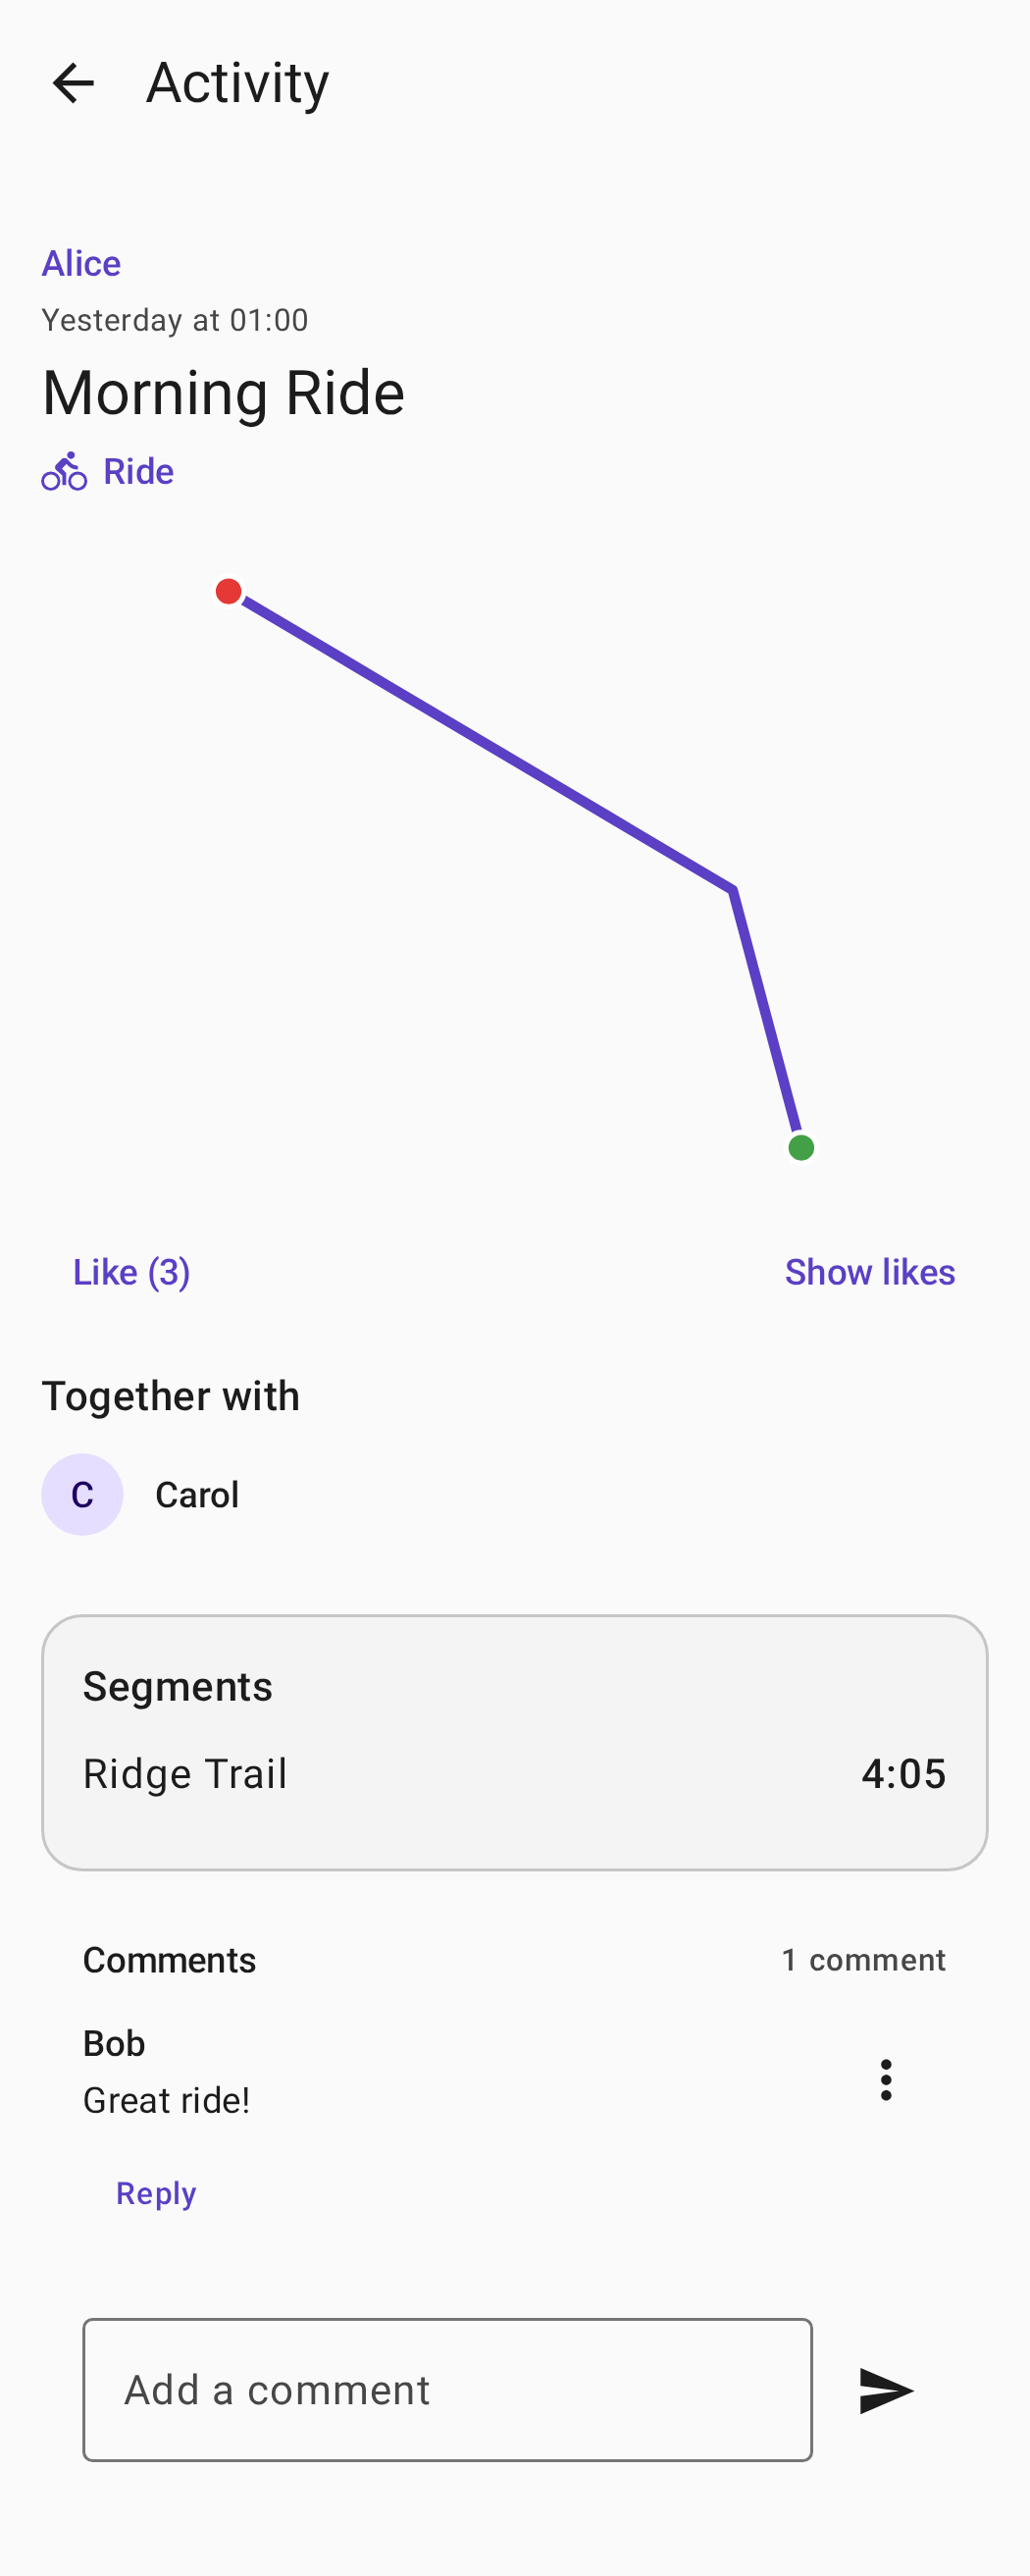 Activity
Alice
Yesterday at 01:00
Morning Ride
Ride
Like (3)
Show likes
Together with
C
Carol
Segments
Ridge Trail
4:05
Comments
1 comment
Bob
Great ride!
Reply
Add a comment